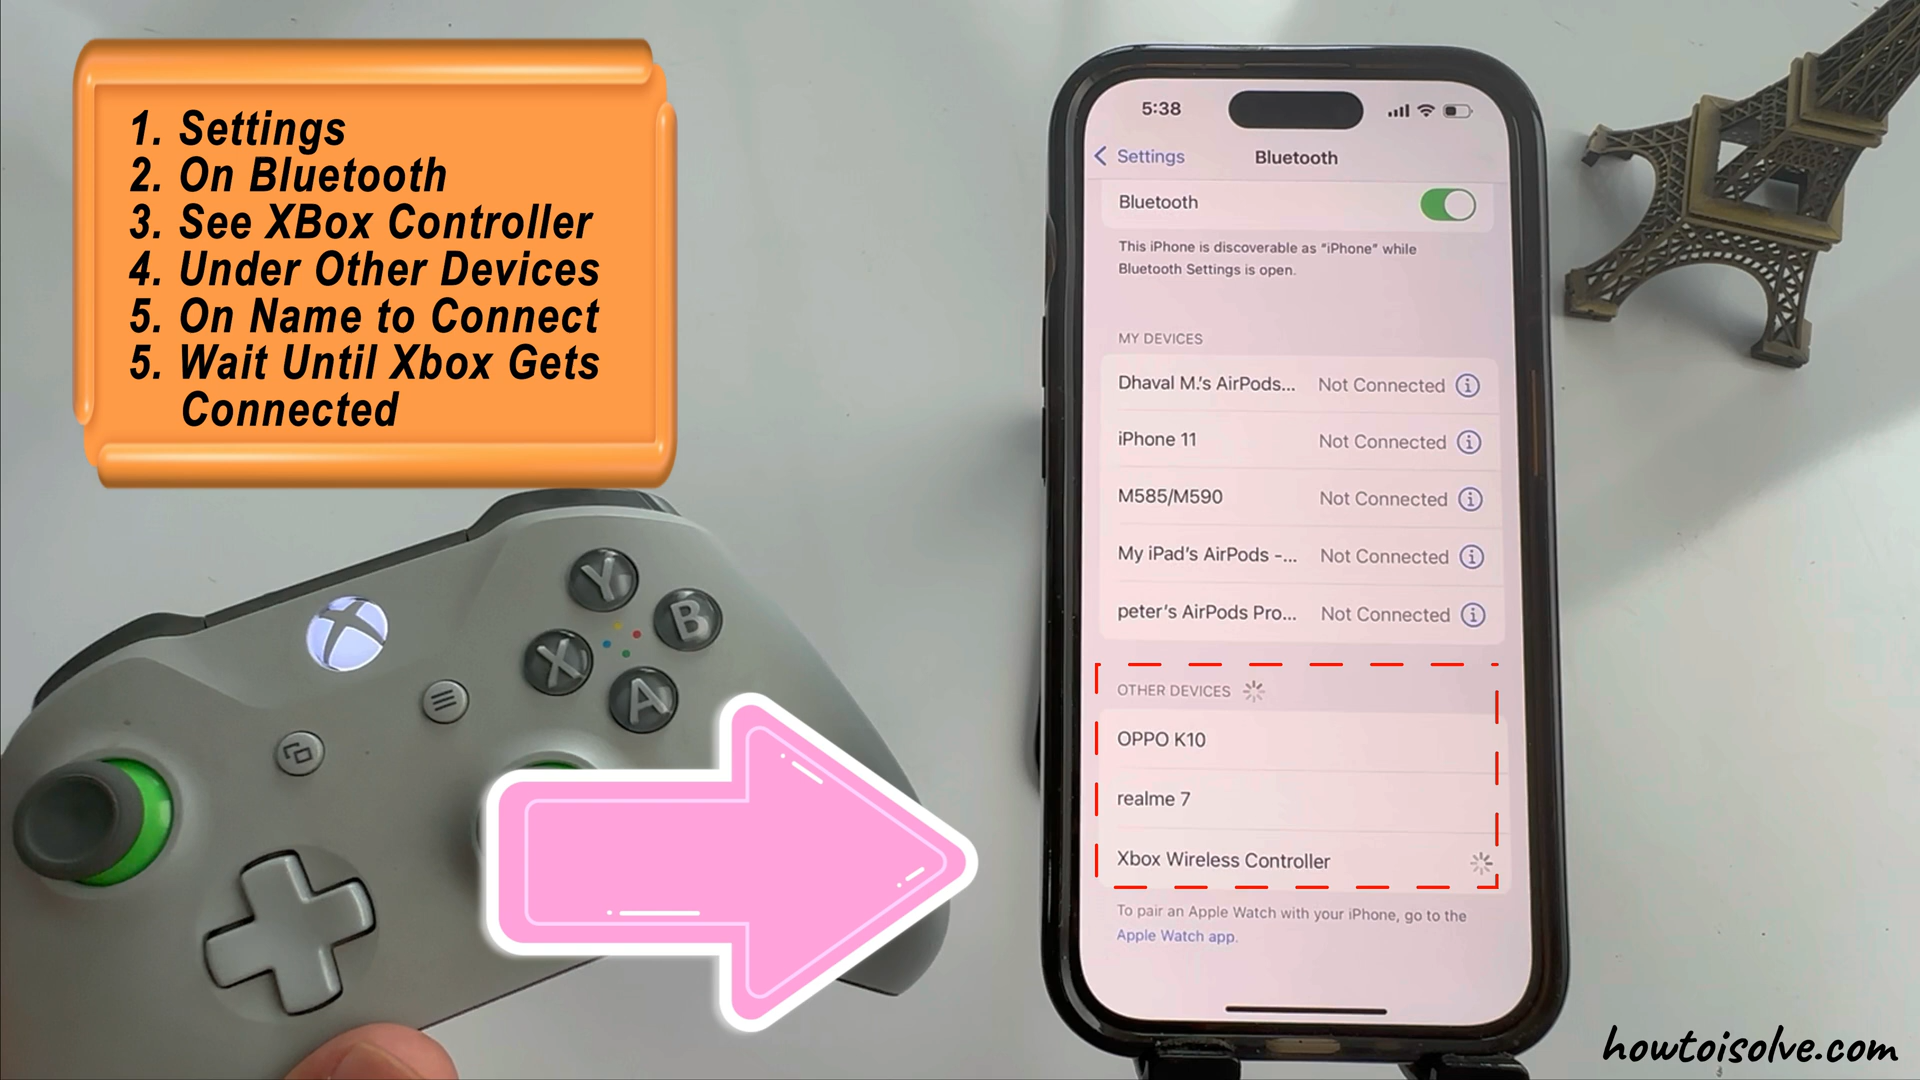 1. Settings
2. On Bluetooth
3. See XBox Controller
4. Under Other Devices
5. On Name to Connect
5. Wait Until Xbox Gets
Connected
Y
B
X
A
5:38
Settings
Bluetooth
Bluetooth
This iPhone is discoverable as "iPhone" while
Bluetooth Settings is open.
MY DEVICES
Dhaval M.'s AirPods... Not Connected
iPhone 11 Not Connected
M585/M590 Not Connected
My iPad's AirPods -... Not Connected
peter's AirPods Pro... Not Connected
OTHER DEVICES
OPPO K10
realme 7
Xbox Wireless Controller
To pair an Apple Watch with your iPhone, go to the
Apple Watch app.
howtoisolve.com